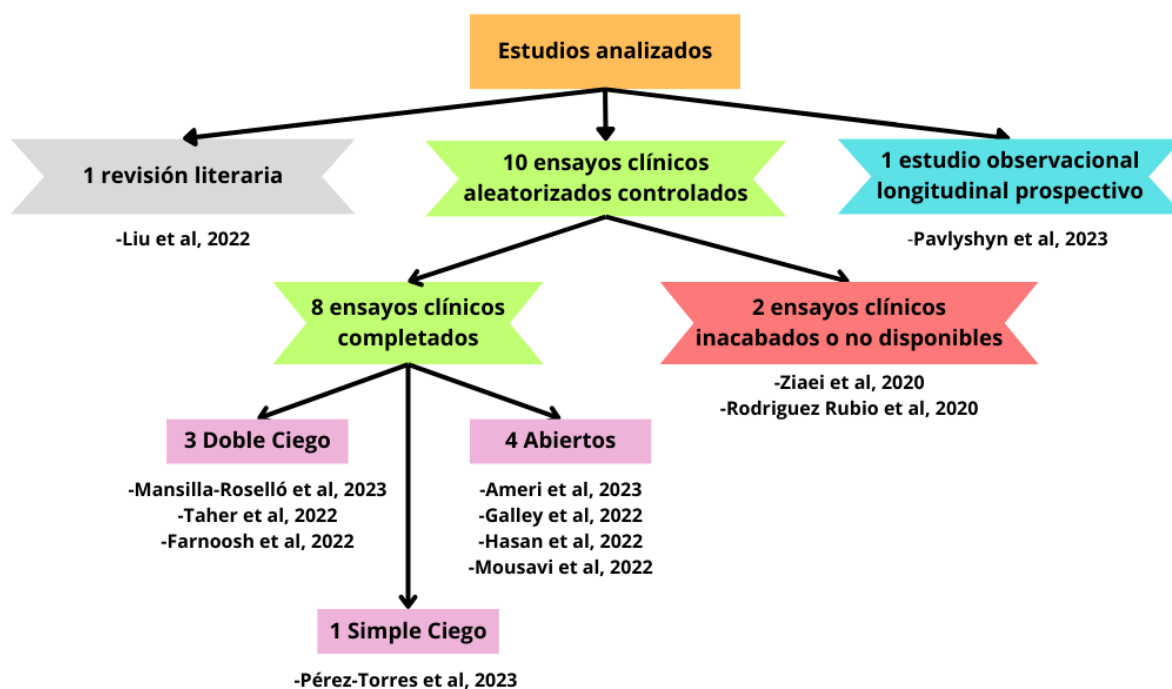 Estudios analizados
1 revisión literaria
10 ensayos clínicos
aleatorizados controlados
1 estudio observacional
longitudinal prospectivo
-Liu et al, 2022
-Pavlyshyn et al, 2023
8 ensayos clínicos
completados
2 ensayos clínicos
inacabados o no disponibles
-Ziaei et al, 2020
-Rodriguez Rubio et al, 2020
3 Doble Ciego
-Mansilla-Roselló et al, 2023
-Taher et al, 2022
-Farnoosh et al, 2022
4 Abiertos
-Ameri et al, 2023
-Galley et al, 2022
-Hasan et al, 2022
-Mousavi et al, 2022
1 Simple Ciego
-Pérez-Torres et al, 2023